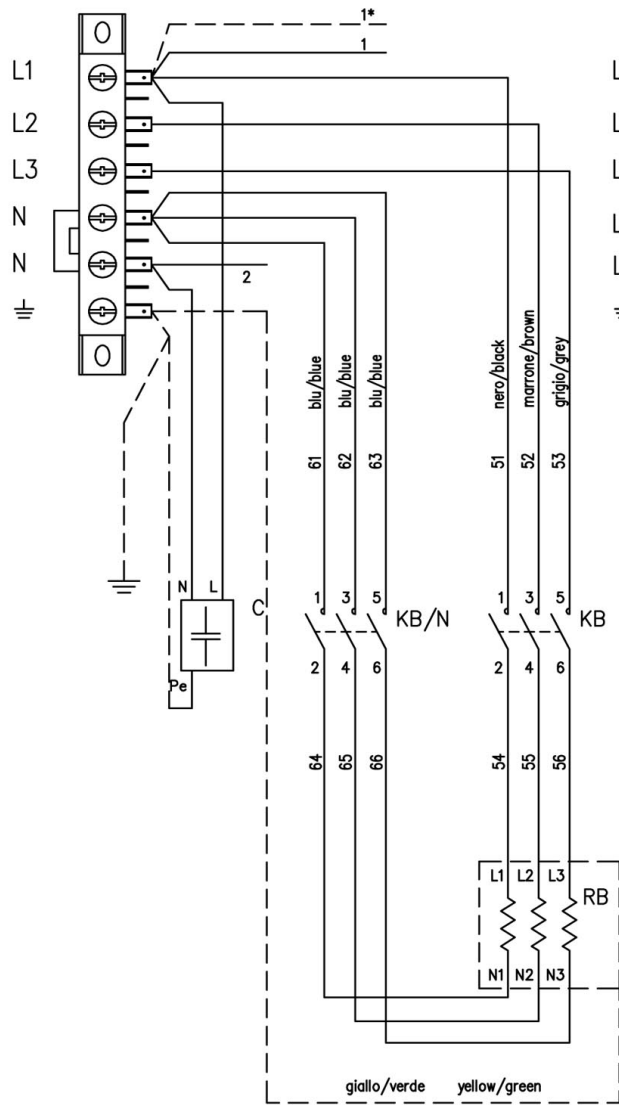 1*
1
L1
L
L2
L
L3
L
N
L
N
L
2
blu/blue
blu/blue
blu/blue
nero/black
marrone/brown
grigio/grey
61
62
63
51
52
53
N L
C
1 3 5
KB/N
1 3 5
KB
2 4 6
2 4 6
Pe
64
65
66
54
55
56
L1 L2 L3
RB
N1 N2 N3
giallo/verde yellow/green